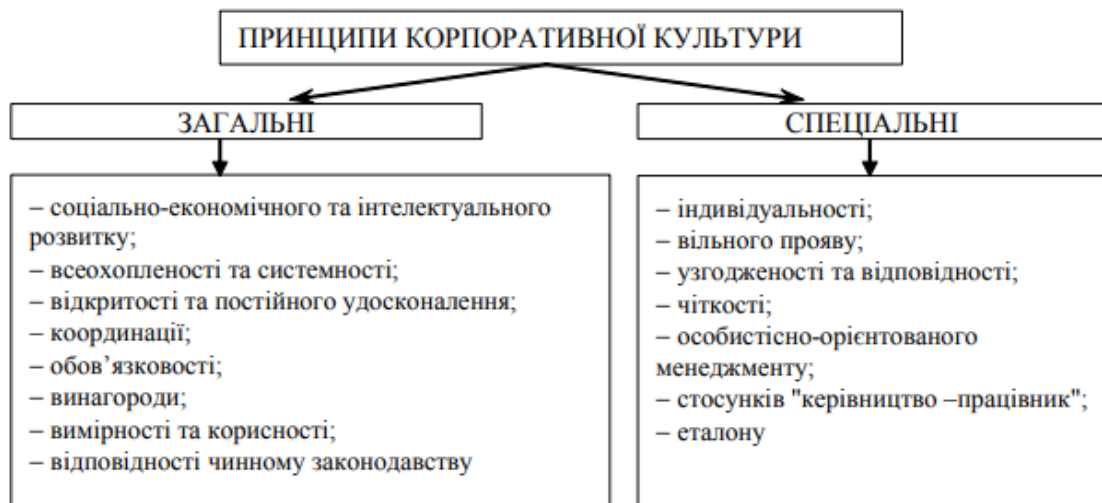 ПРИНЦИПИ КОРПОРАТИВНОЇ КУЛЬТУРИ
ЗАГАЛЬНІ
– соціально-економічного та інтелектуального
розвитку;
– всеохопленості та системності;
– відкритості та постійного удосконалення;
– координації;
– обов’язковості;
– винагороди;
– вимірності та корисності;
– відповідності чинному законодавству
СПЕЦІАЛЬНІ
– індивідуальності;
– вільного прояву;
– узгодженості та відповідності;
– чіткості;
– особистісно-орієнтованого
менеджменту;
– стосунків "керівництво –працівник";
– еталону